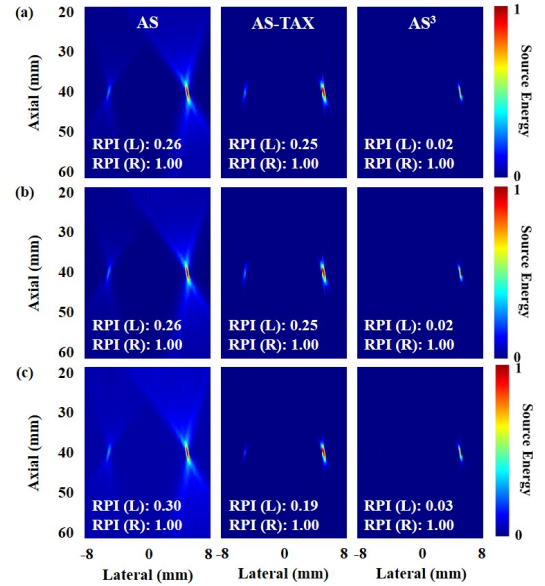 (a)
AS
AS-TAX
AS³
20
30
40
50
60
Axial (mm)
RPI (L): 0.26
RPI (R): 1.00
RPI (L): 0.25
RPI (R): 1.00
RPI (L): 0.02
RPI (R): 1.00
1
0
Source Energy
(b)
20
30
40
50
60
Axial (mm)
RPI (L): 0.26
RPI (R): 1.00
RPI (L): 0.25
RPI (R): 1.00
RPI (L): 0.02
RPI (R): 1.00
1
0
Source Energy
(c)
20
30
40
50
60
Axial (mm)
RPI (L): 0.30
RPI (R): 1.00
RPI (L): 0.19
RPI (R): 1.00
RPI (L): 0.03
RPI (R): 1.00
1
0
Source Energy
-8 0 8 -8 0 8 -8 0 8
Lateral (mm) Lateral (mm) Lateral (mm)